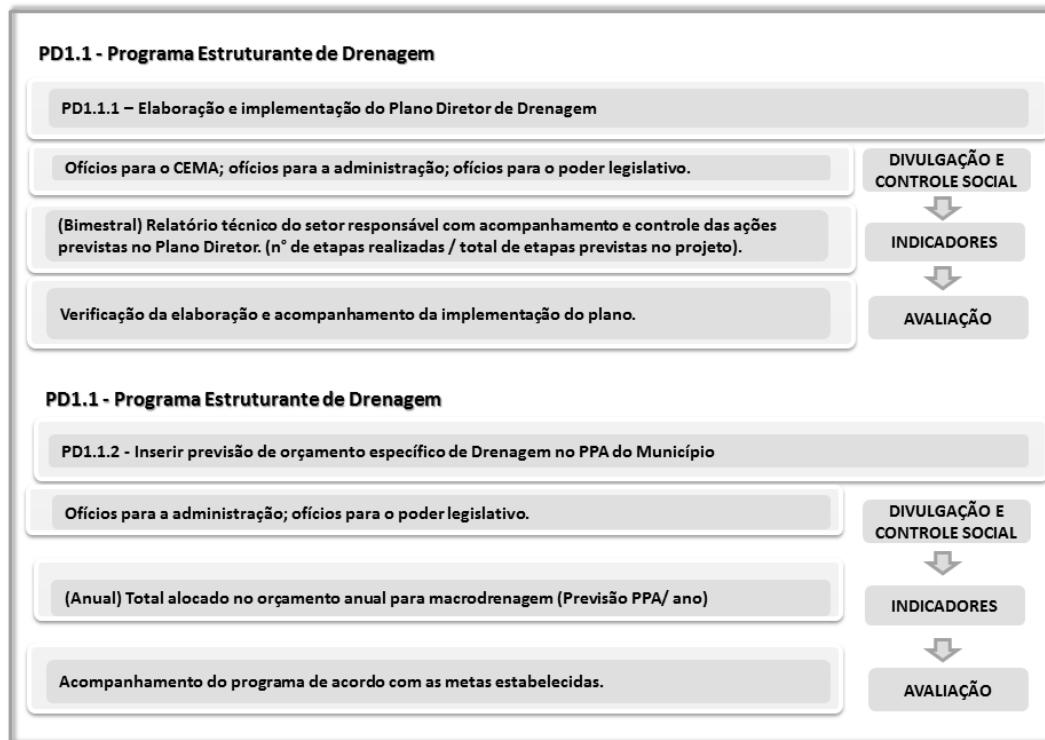 PD1.1 - Programa Estruturante de Drenagem
PD1.1.1 – Elaboração e implementação do Plano Diretor de Drenagem
Ofícios para o CEMA; ofícios para a administração; ofícios para o poder legislativo.
DIVULGAÇÃO E
CONTROLE SOCIAL
(Bimestral) Relatório técnico do setor responsável com acompanhamento e controle das ações
previstas no Plano Diretor. (n° de etapas realizadas / total de etapas previstas no projeto).
INDICADORES
Verificação da elaboração e acompanhamento da implementação do plano.
AVALIAÇÃO
PD1.1 - Programa Estruturante de Drenagem
PD1.1.2 - Inserir previsão de orçamento específico de Drenagem no PPA do Município
Ofícios para a administração; ofícios para o poder legislativo.
DIVULGAÇÃO E
CONTROLE SOCIAL
(Anual) Total alocado no orçamento anual para macrodrenagem (Previsão PPA/ ano)
INDICADORES
Acompanhamento do programa de acordo com as metas estabelecidas.
AVALIAÇÃO